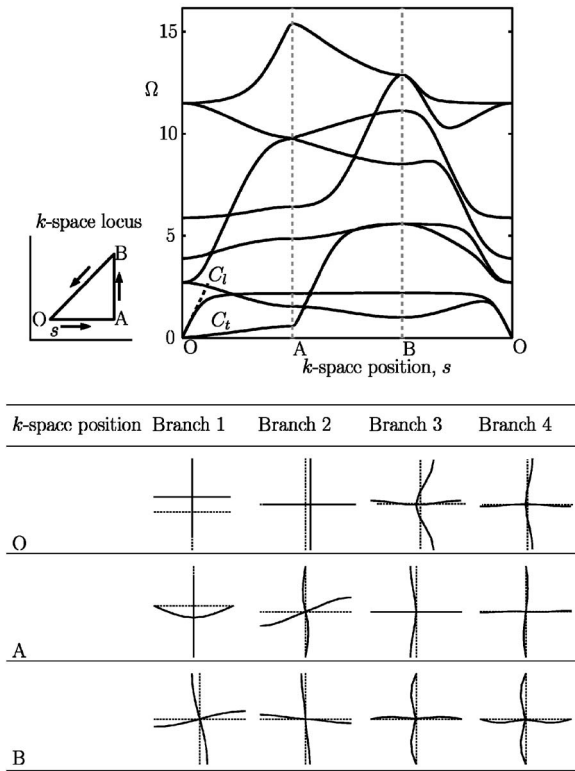 15
Ω
10
5
0
C_l
C_t
O A B O
k-space position, s
k-space locus
B
O s A
k-space position Branch 1 Branch 2 Branch 3 Branch 4
O
A
B